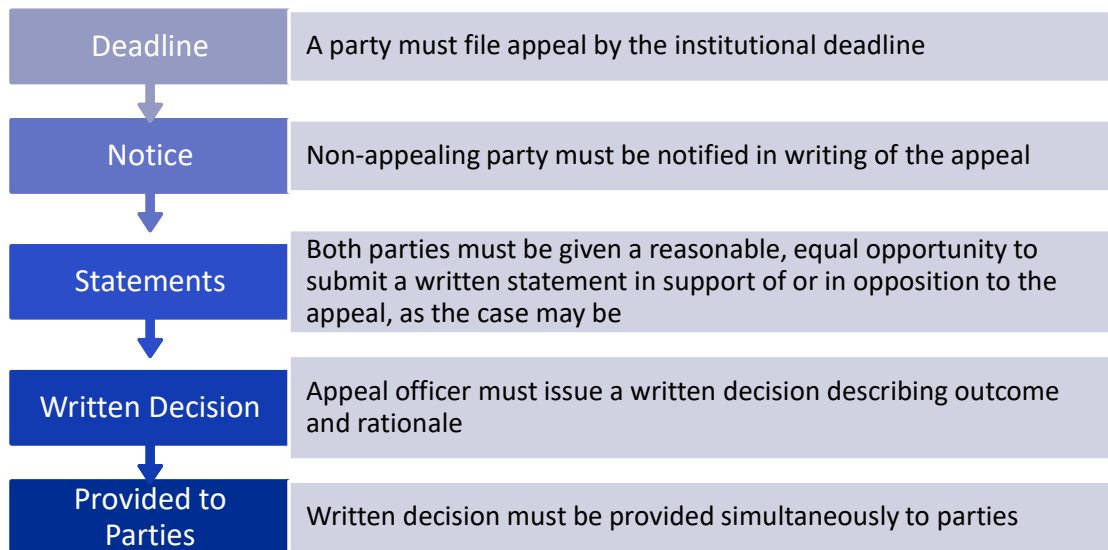 Deadline
A party must file appeal by the institutional deadline
Notice
Non-appealing party must be notified in writing of the appeal
Statements
Both parties must be given a reasonable, equal opportunity to
submit a written statement in support of or in opposition to the
appeal, as the case may be
Written Decision
Appeal officer must issue a written decision describing outcome
and rationale
Provided to
Parties
Written decision must be provided simultaneously to parties